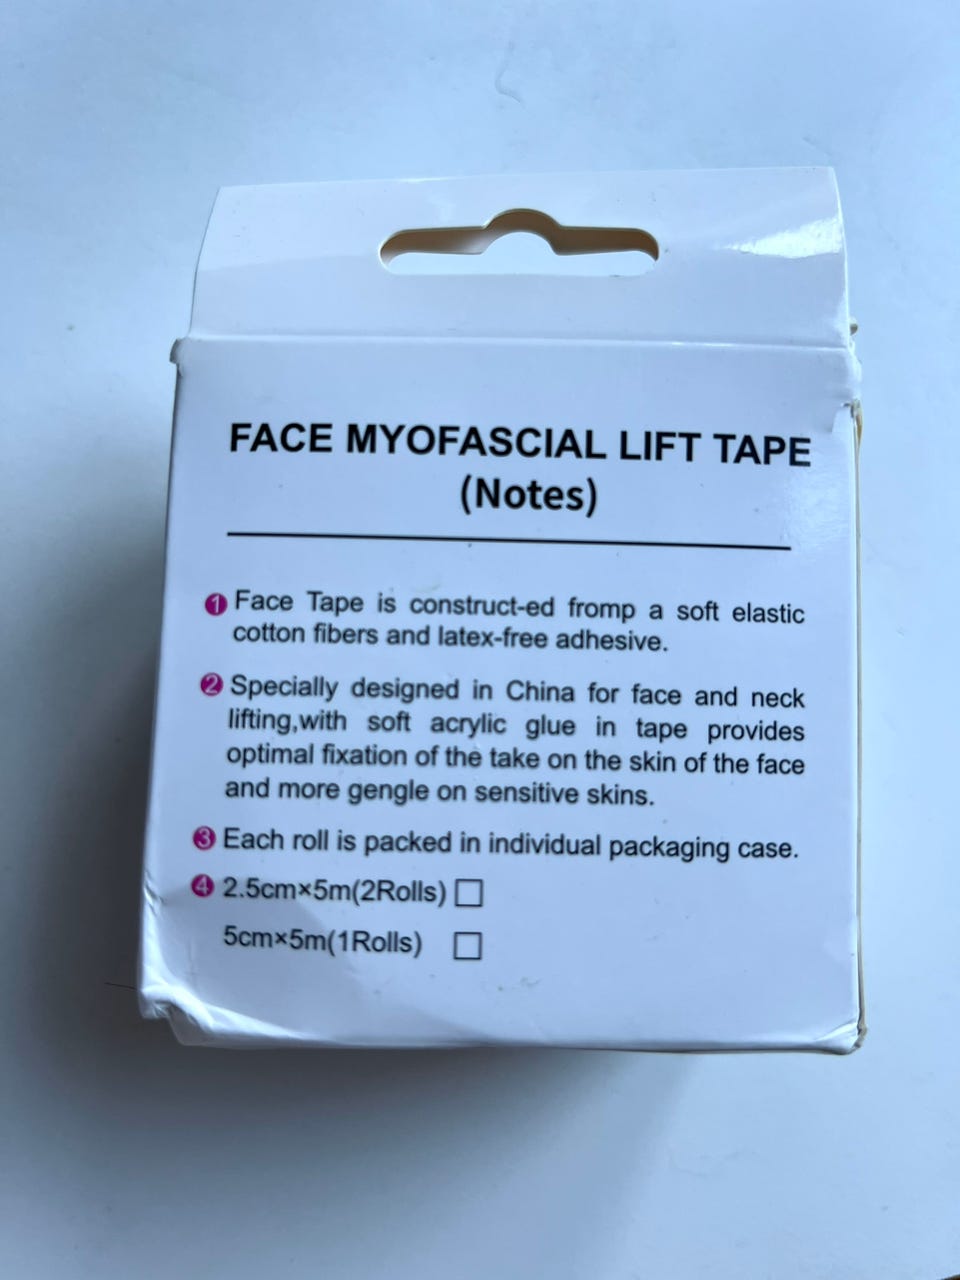 FACE MYOFASCIAL LIFT TAPE
(Notes)
1 Face Tape is construct-ed fromp a soft elastic
cotton fibers and latex-free adhesive.
2 Specially designed in China for face and neck
lifting,with soft acrylic glue in tape provides
optimal fixation of the take on the skin of the face
and more gengle on sensitive skins.
3 Each roll is packed in individual packaging case.
4 2.5cm×5m(2Rolls) □
5cm×5m(1Rolls) □